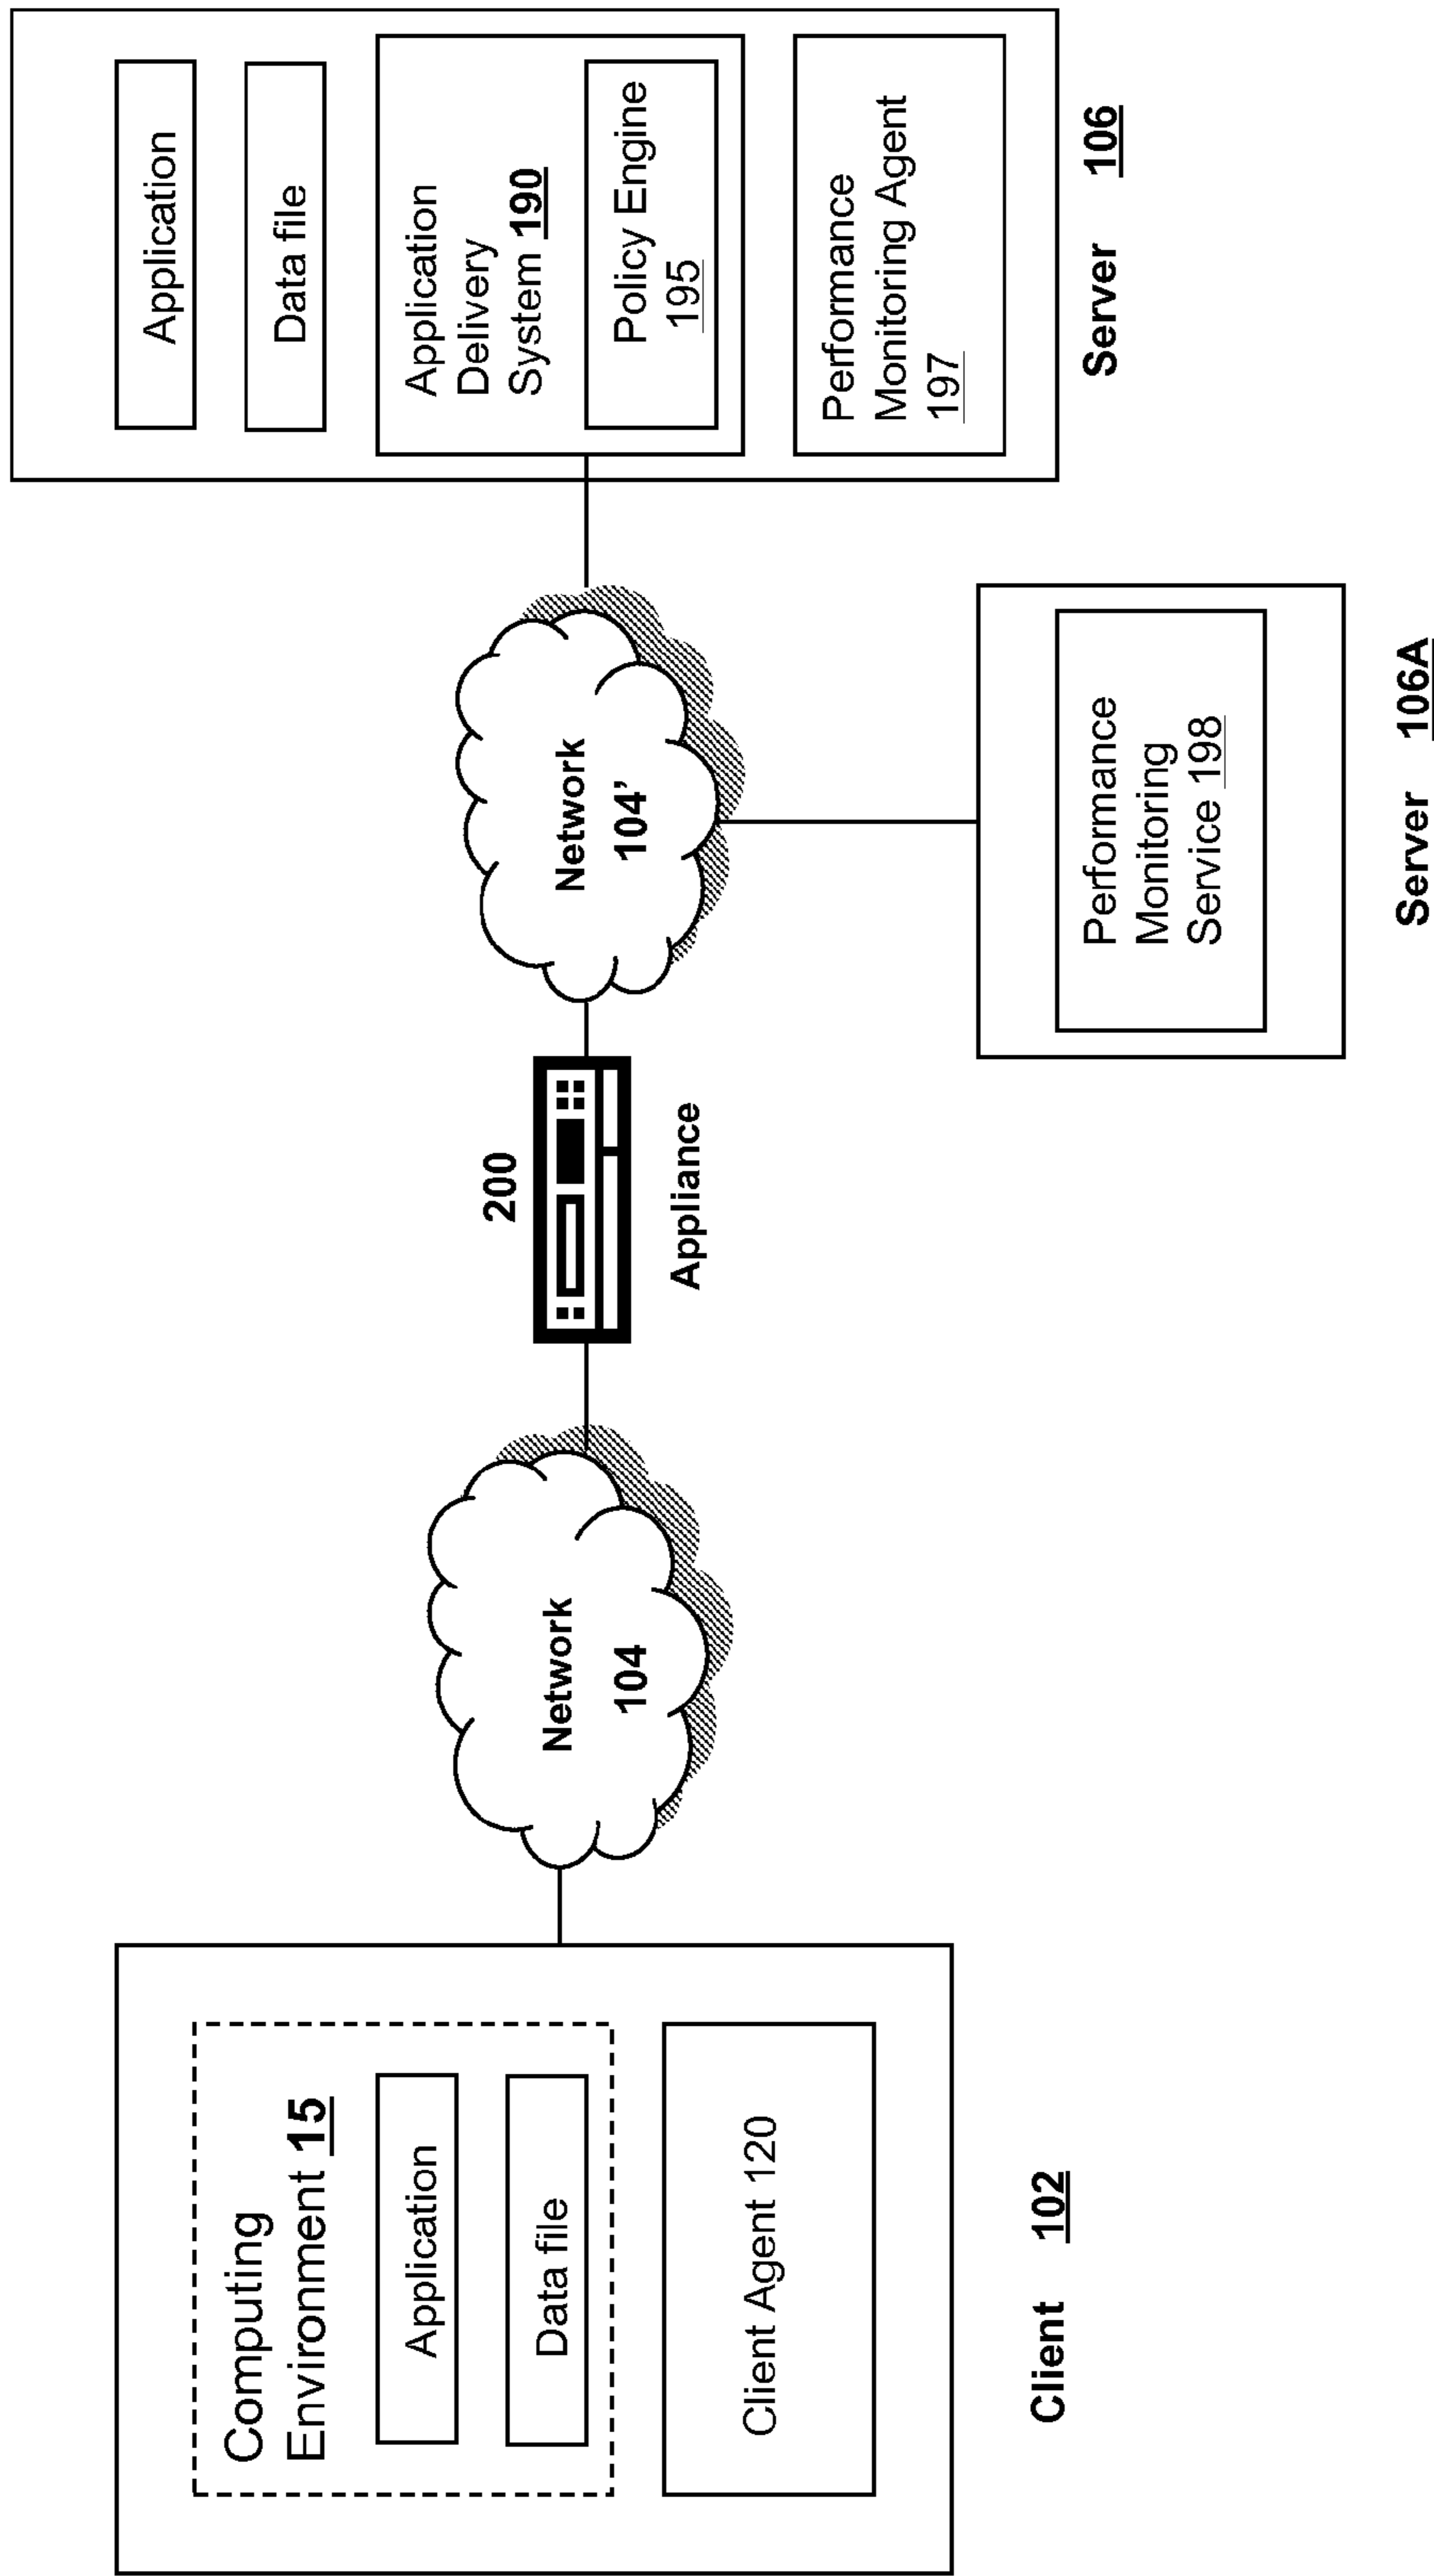 Computing
Environment 15
Application
Data file
Client Agent 120
Client 102
Network
104
200
Appliance
Network
104’
Performance
Monitoring
Service 198
Server 106A
Application
Data file
Application
Delivery
System 190
Policy Engine
195
Performance
Monitoring Agent
197
Server 106